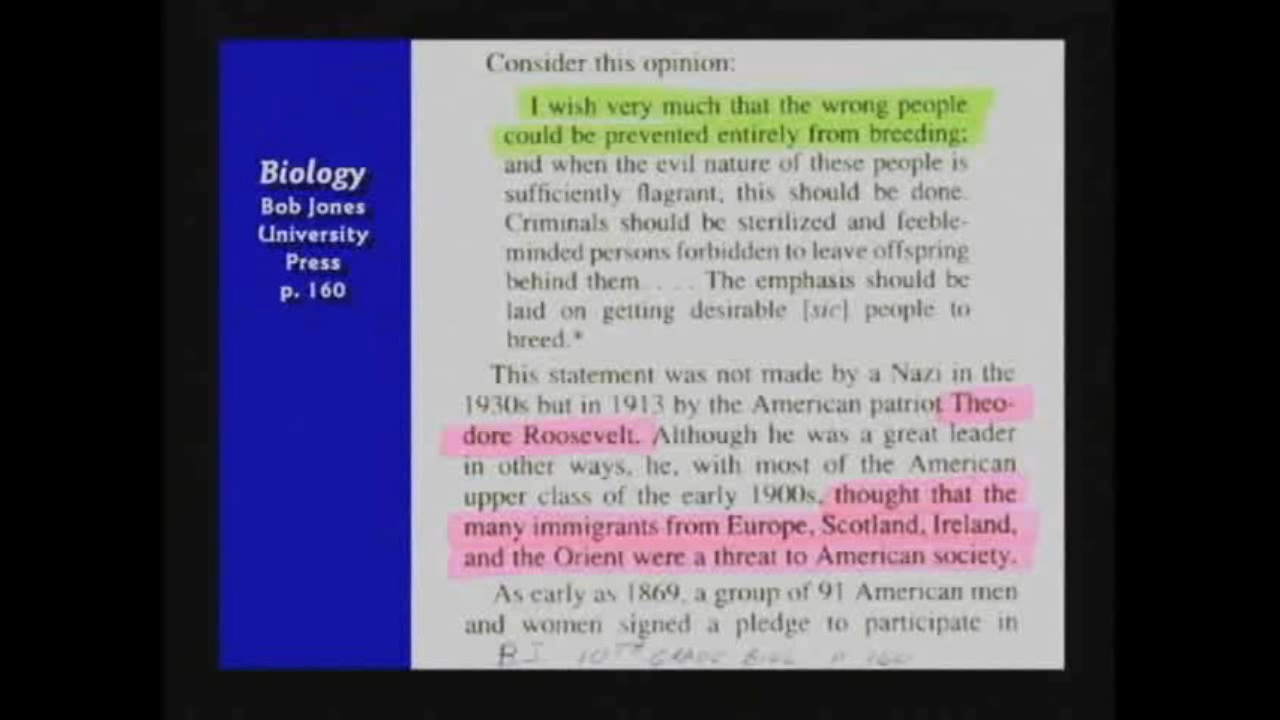 Biology
Bob Jones
University
Press
p. 160
Consider this opinion:
I wish very much that the wrong people
could be prevented entirely from breeding;
and when the evil nature of these people is
sufficiently flagrant, this should be done.
Criminals should be sterilized and feeble-
minded persons forbidden to leave offspring
behind them . . . . The emphasis should be
laid on getting desirable [sic] people to
breed.*
This statement was not made by a Nazi in the
1930s but in 1913 by the American patriot Theo-
dore Roosevelt. Although he was a great leader
in other ways, he, with most of the American
upper class of the early 1900s, thought that the
many immigrants from Europe, Scotland, Ireland,
and the Orient were a threat to American society.
As early as 1869, a group of 91 American men
and women signed a pledge to participate in
BJ 10TH GRADE BIOL P 160